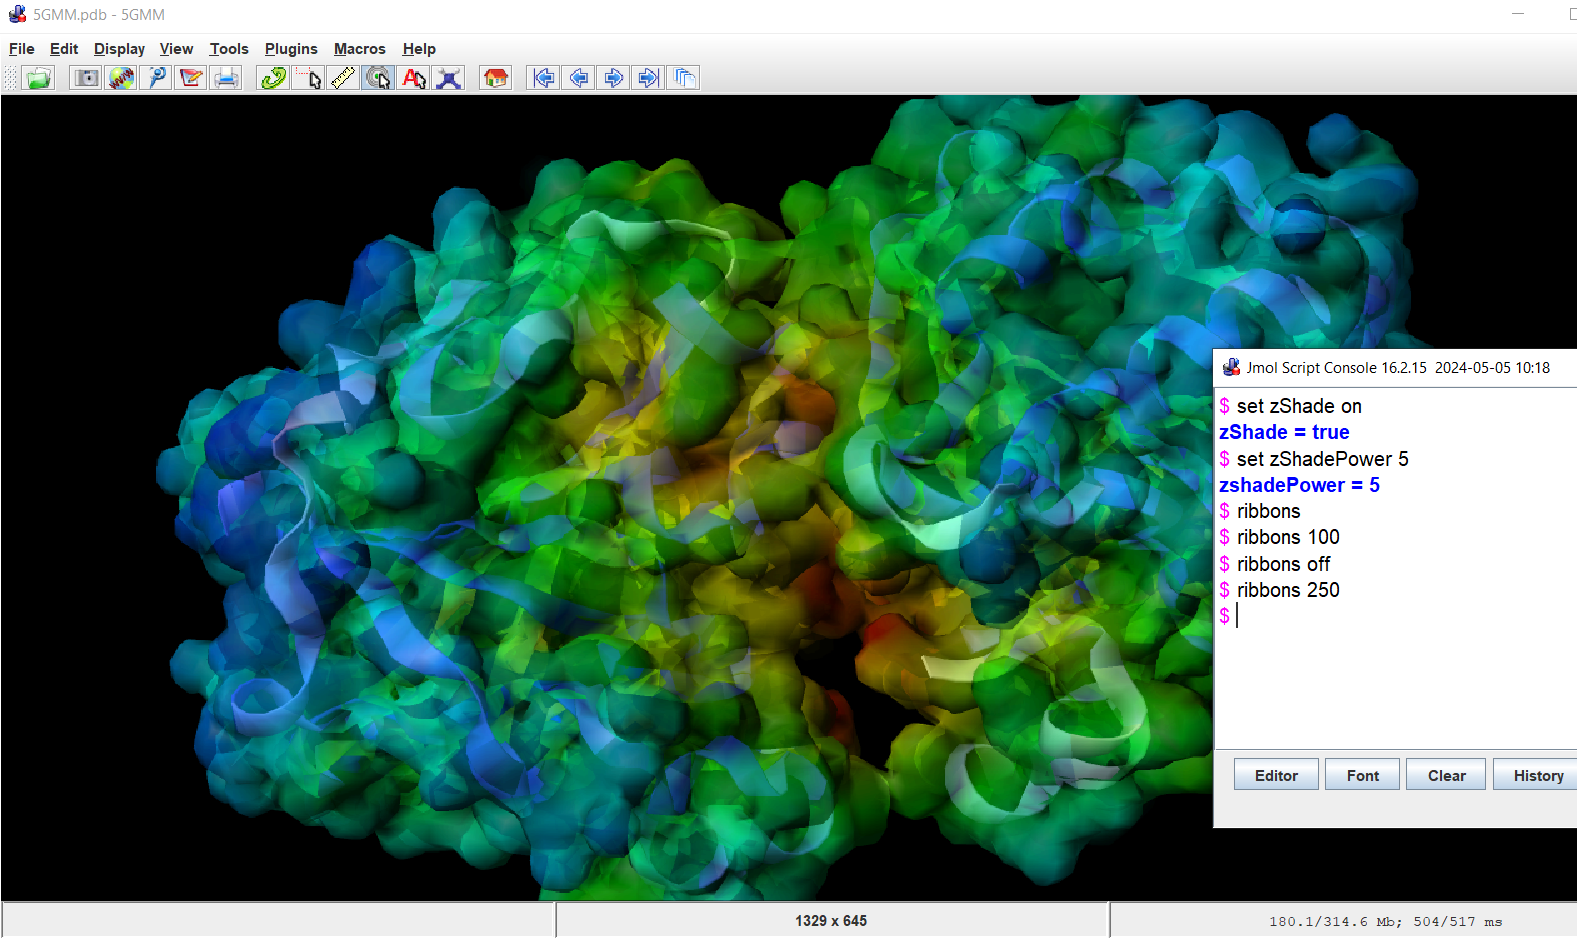 5GMM.pdb - 5GMM
File Edit Display View Tools Plugins Macros Help
Jmol Script Console 16.2.15 2024-05-05 10:18
$ set zShade on
zShade = true
$ set zShadePower 5
zshadePower = 5
$ ribbons
$ ribbons 100
$ ribbons off
$ ribbons 250
$
Editor Font Clear History
1329 x 645
180.1/314.6 Mb; 504/517 ms